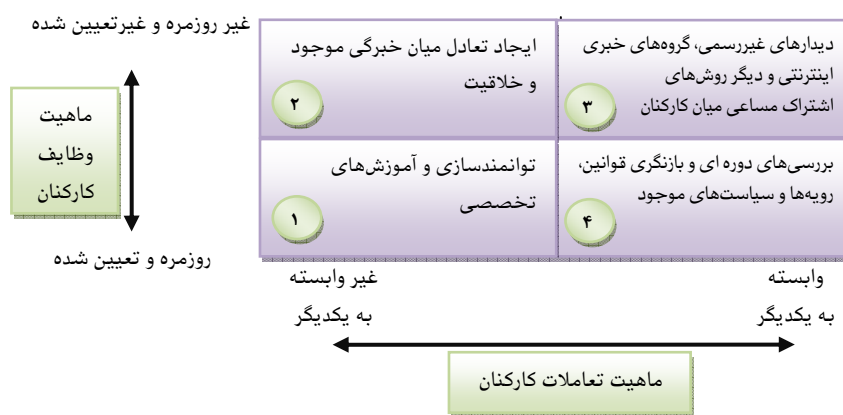 غیر روزمره و غیرتعیین شده
دیدارهای غیررسمی، گروه‌های خبری
اینترنتی و دیگر روش‌های
اشتراک مساعی میان کارکنان
۳
ایجاد تعادل میان خبرگی موجود
و خلاقیت
۲
ماهیت
وظایف
کارکنان
بررسی‌های دوره ای و بازنگری قوانین،
رویه‌ها و سیاست‌های موجود
۴
توانمندسازی و آموزش‌های
تخصصی
۱
روزمره و تعیین شده
وابسته
به یکدیگر
غیر وابسته
به یکدیگر
ماهیت تعاملات کارکنان